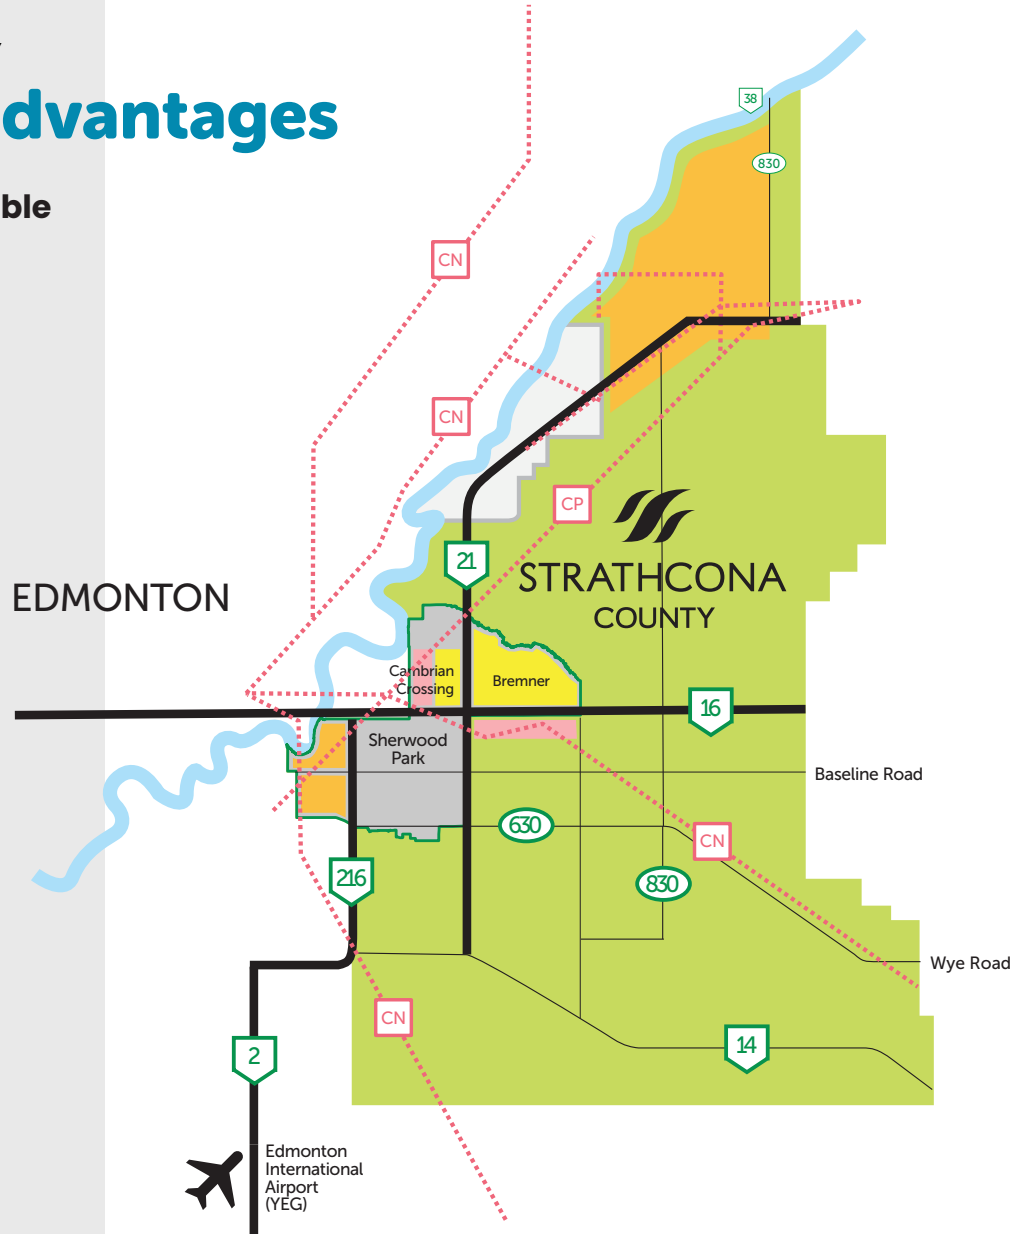 dvantages
ble
38
830
CN
CN
CP
21
STRATHCONA
COUNTY
EDMONTON
Cambrian
Crossing
Bremner
16
Sherwood
Park
Baseline Road
630
CN
216
830
Wye Road
CN
14
2
Edmonton
International
Airport
(YEG)